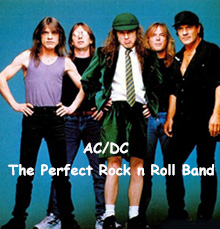 AC/DC
The Perfect Rock n Roll Band